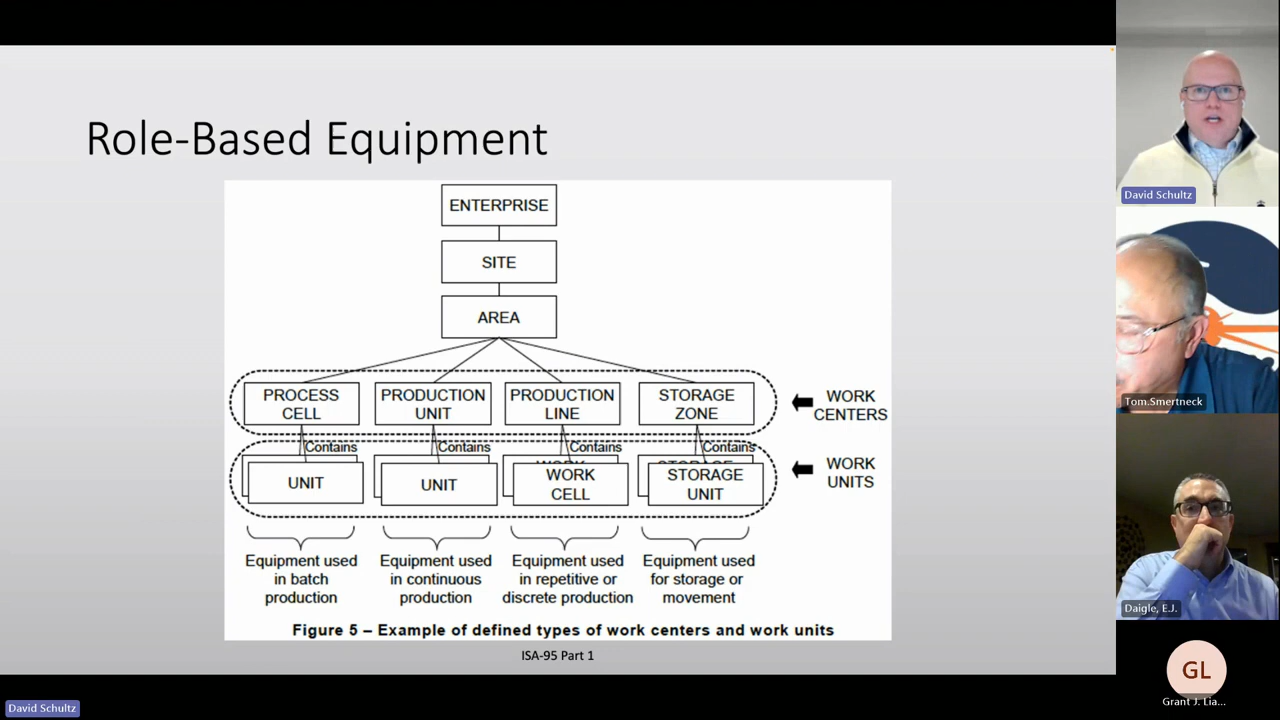 Role-Based Equipment
ENTERPRISE
SITE
AREA
PROCESS
CELL
PRODUCTION
UNIT
PRODUCTION
LINE
STORAGE
ZONE
WORK
CENTERS
Contains
Contains
Contains
Contains
UNIT
UNIT
WORK
CELL
STORAGE
UNIT
WORK
UNITS
Equipment used
in batch
production
Equipment used
in continuous
production
Equipment used
in repetitive or
discrete production
Equipment used
for storage or
movement
Figure 5 – Example of defined types of work centers and work units
ISA-95 Part 1
David Schultz
David Schultz
Tom.Smertneck
Daigle, E.J.
GL
Grant J. Lia...